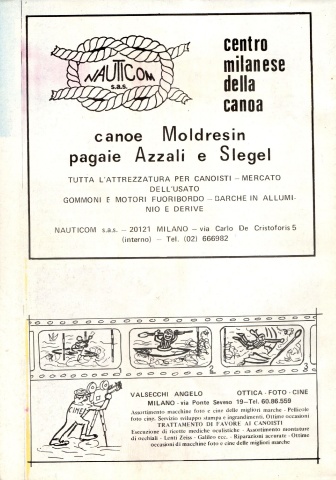 NAUTICOM
s.a.s.
centro
milanese
della
canoa
canoe Moldresin
pagaie Azzali e Slegel
TUTTA L'ATTREZZATURA PER CANOISTI – MERCATO
DELL'USATO
GOMMONI E MOTORI FUORIBORDO – BARCHE IN ALLUMI-
NIO E DERIVE
NAUTICOM s.a.s. – 20121 MILANO – via Carlo De Cristoforis 5
(interno) – Tel. (02) 666982
2
3
CINE
VALSECCHI ANGELO OTTICA - FOTO - CINE
MILANO - via Ponte Seveso 19 – Tel. 60.86.559
Assortimento macchine foto e cine delle migliori marche - Pellicole
foto cine. Servizio sviluppo stampa e ingrandimenti. Ottime occasioni
TRATTAMENTO DI FAVORE AI CANOISTI
Esecuzione di ricette mediche oculistiche - Assortimento montature
di occhiali - Lenti Zeiss - Galileo ecc. - Riparazioni accurate - Ottime
occasioni di macchine foto e cine delle migliori marche